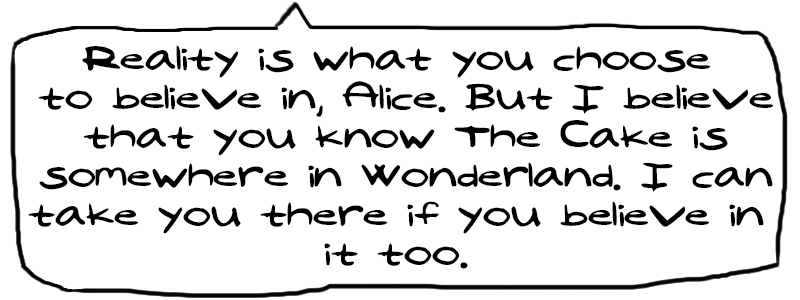 Reality is what you choose
to believe in, Alice. But I believe
that you know The Cake is
somewhere in Wonderland. I can
take you there if you believe in
it too.